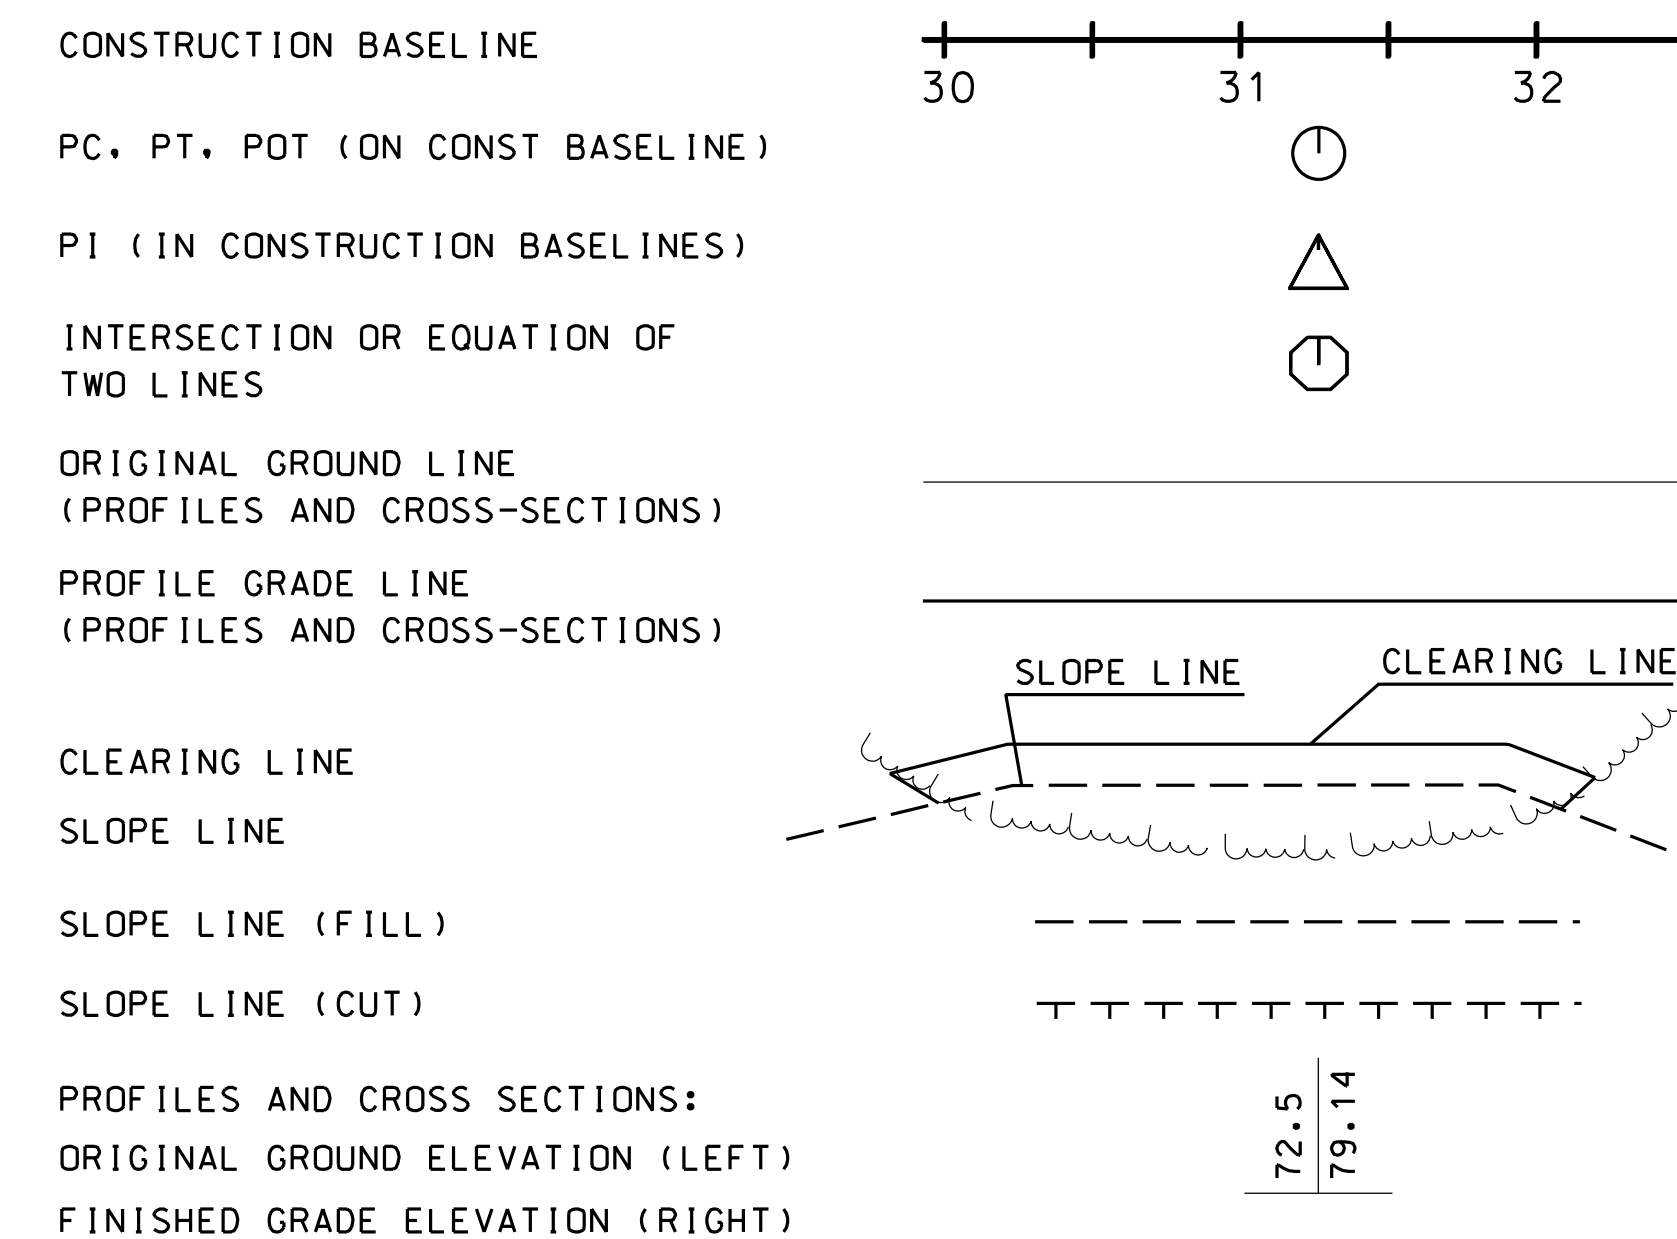 CONSTRUCTION BASELINE
30 31 32
PC, PT, POT (ON CONST BASELINE)
PI (IN CONSTRUCTION BASELINES)
INTERSECTION OR EQUATION OF
TWO LINES
ORIGINAL GROUND LINE
(PROFILES AND CROSS-SECTIONS)
PROFILE GRADE LINE
(PROFILES AND CROSS-SECTIONS)
SLOPE LINE
CLEARING LINE
CLEARING LINE
SLOPE LINE
SLOPE LINE (FILL)
SLOPE LINE (CUT)
PROFILES AND CROSS SECTIONS:
ORIGINAL GROUND ELEVATION (LEFT)
FINISHED GRADE ELEVATION (RIGHT)
72.5
79.14